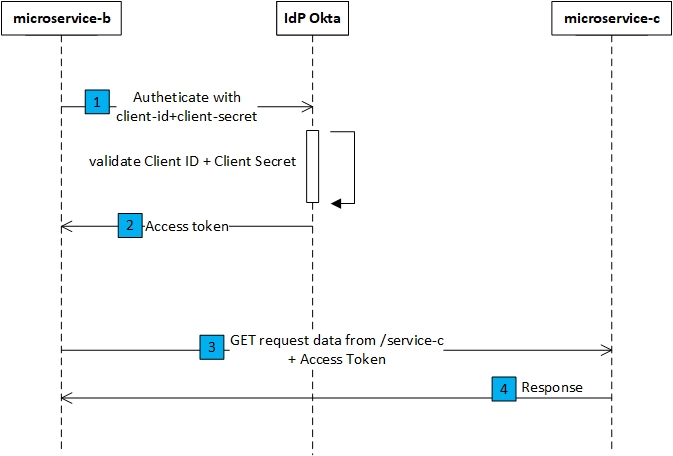 microservice-b
IdP Okta
microservice-c
1
Autheticate with
client-id+client-secret
validate Client ID + Client Secret
2
Access token
3
GET request data from /service-c
+ Access Token
4
Response